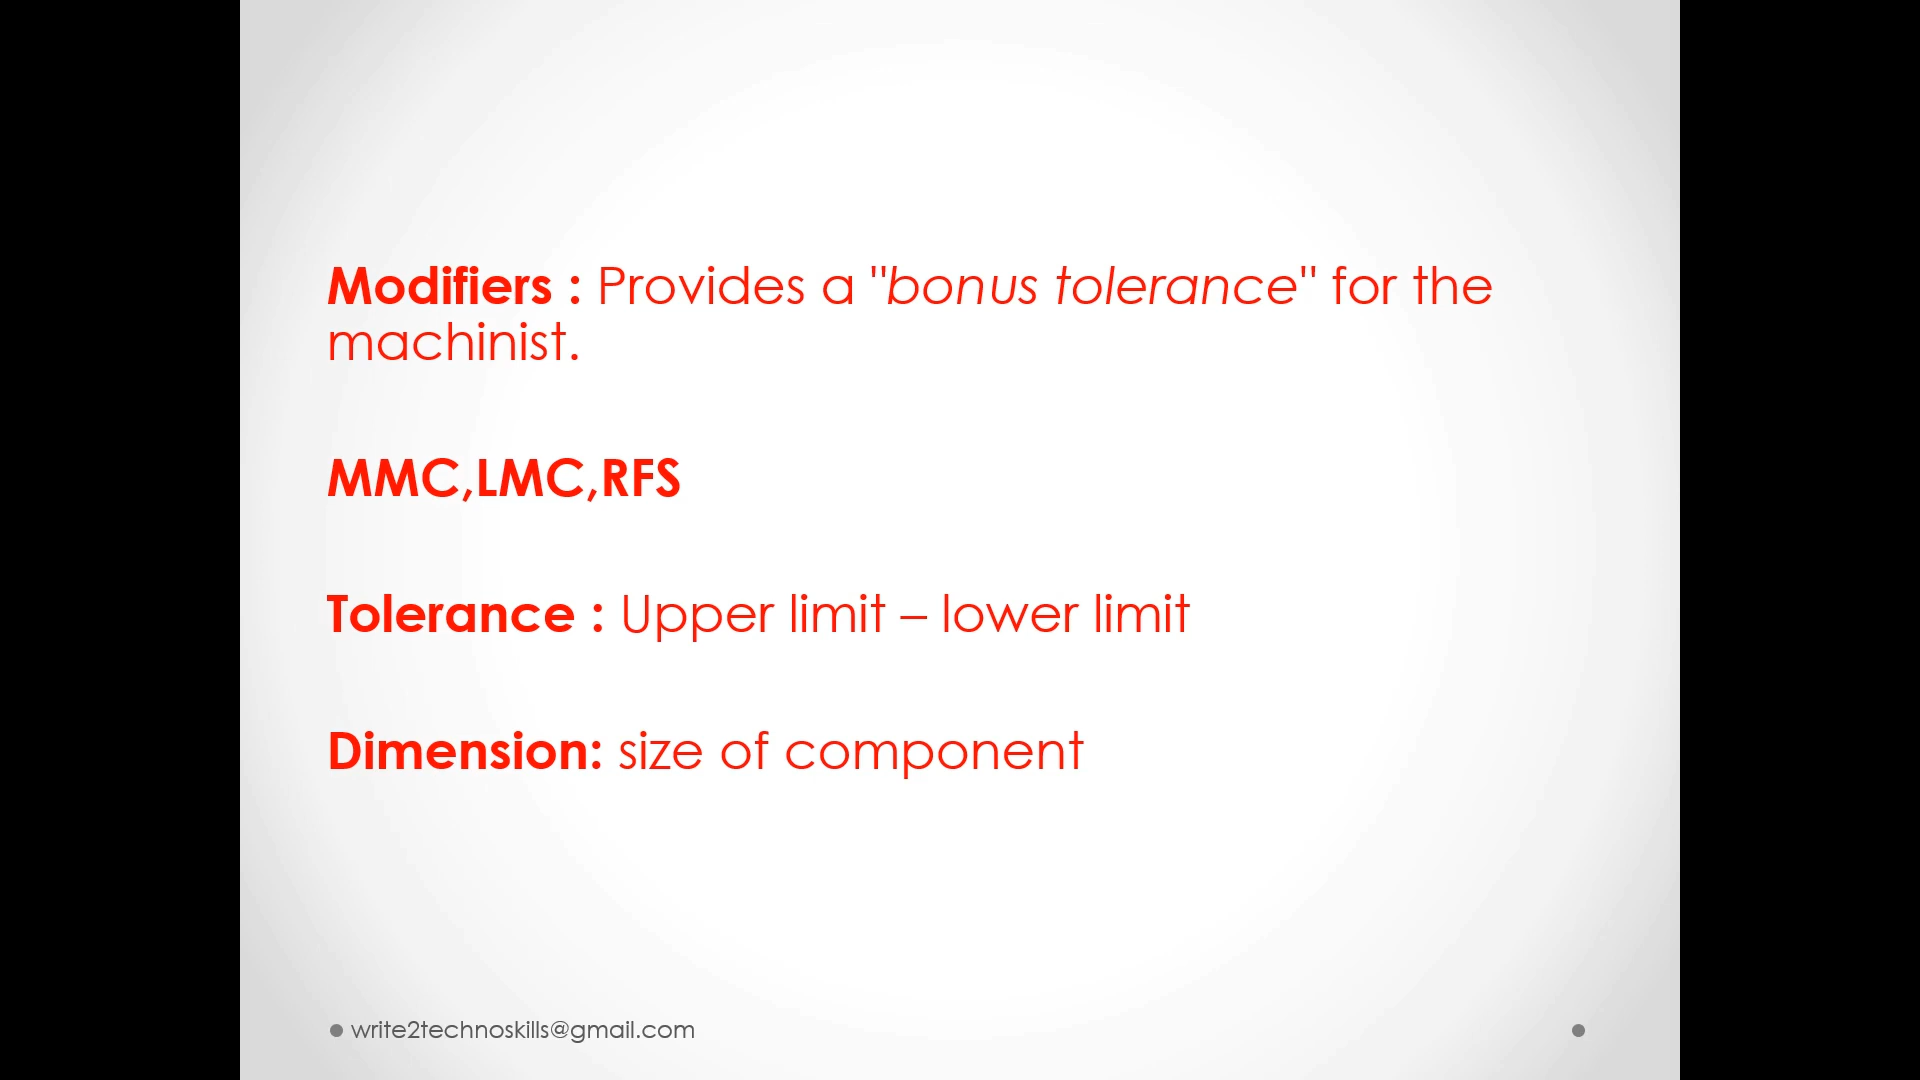 Modifiers : Provides a "bonus tolerance" for the
machinist.
MMC,LMC,RFS
Tolerance : Upper limit – lower limit
Dimension: size of component
write2technoskills@gmail.com